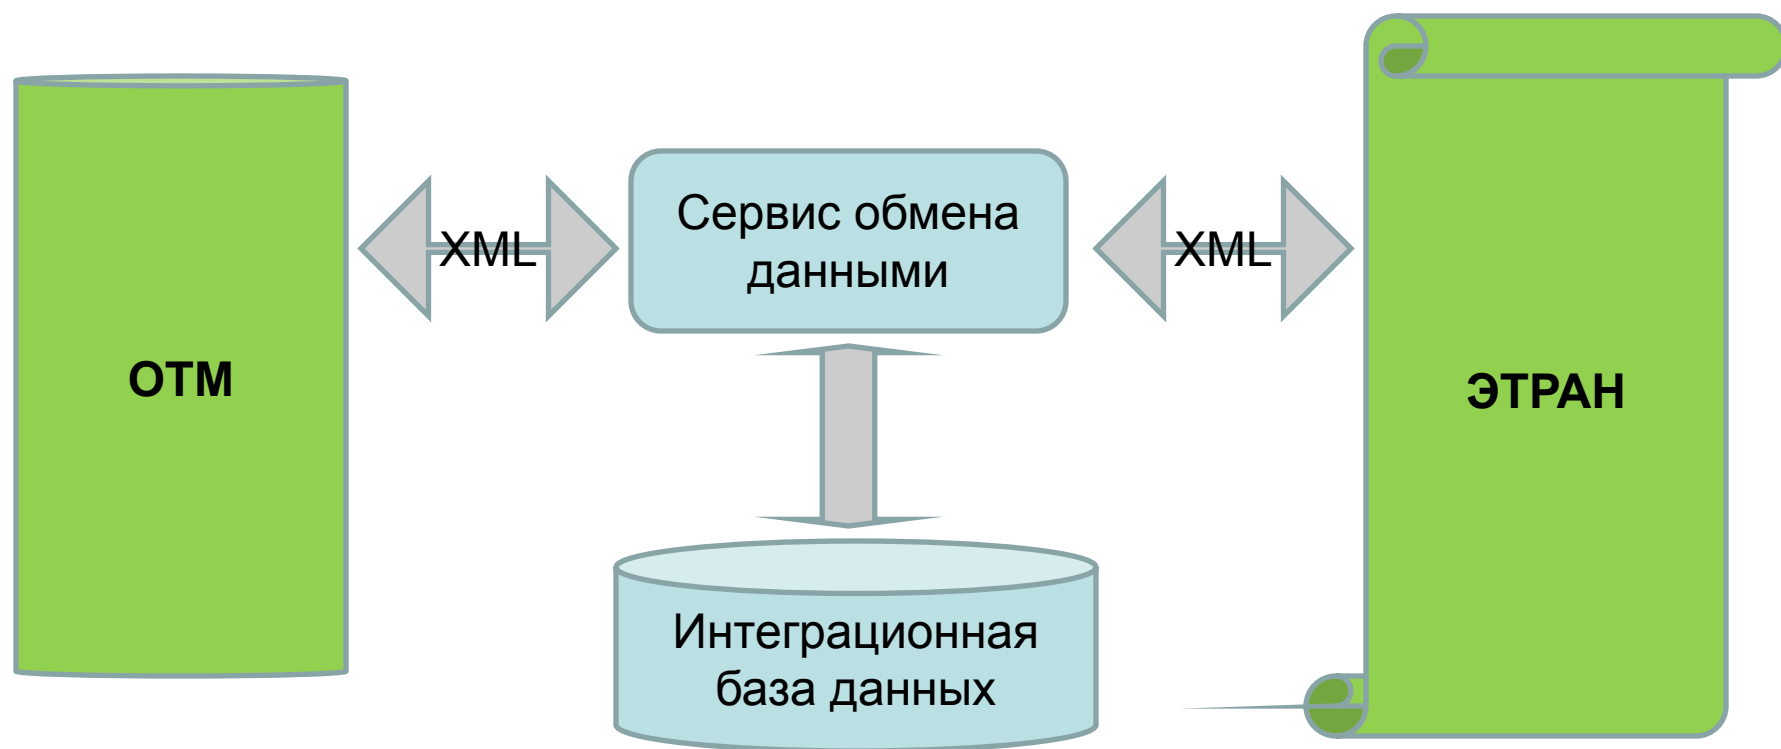 Сервис обмена
данными
XML
XML
ОТМ
ЭТРАН
Интеграционная
база данных